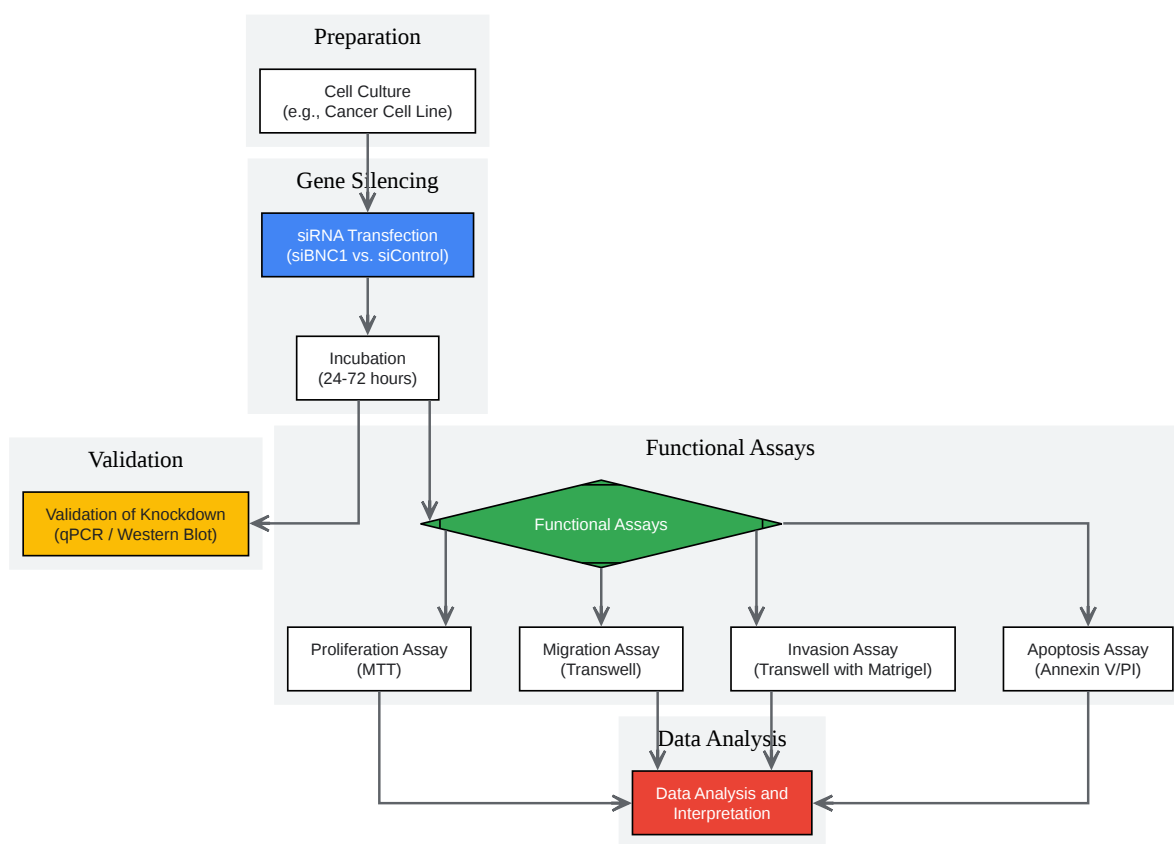 Preparation
Cell Culture
(e.g., Cancer Cell Line)
Gene Silencing
siRNA Transfection
(siBNC1 vs. siControl)
Incubation
(24-72 hours)
Validation
Validation of Knockdown
(qPCR / Western Blot)
Functional Assays
Functional Assays
Proliferation Assay
(MTT)
Migration Assay
(Transwell)
Invasion Assay
(Transwell with Matrigel)
Apoptosis Assay
(Annexin V/PI)
Data Analysis
Data Analysis and
Interpretation